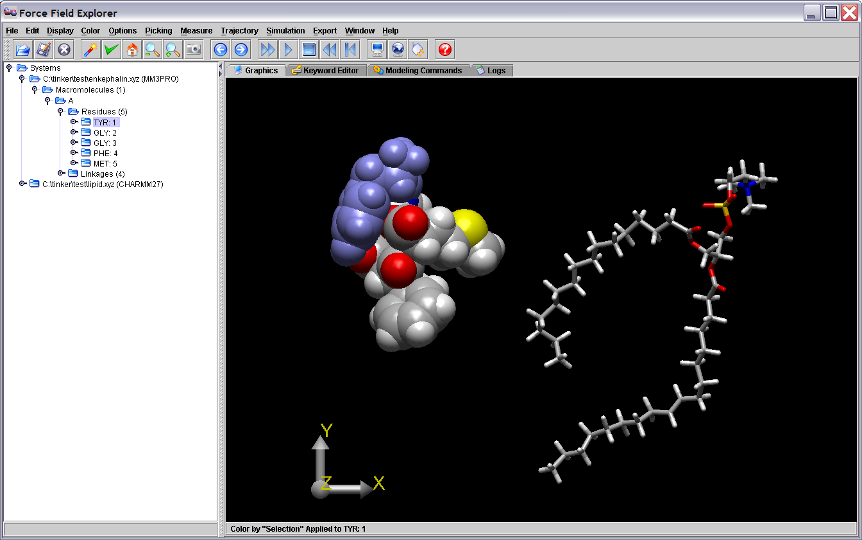 Force Field Explorer
File Edit Display Color Options Picking Measure Trajectory Simulation Export Window Help
Systems
C:\tinker\test\enkephalin.xyz (MM3PRO)
Macromolecules (1)
A
Residues (5)
TYR: 1
GLY: 2
GLY: 3
PHE: 4
MET: 5
Linkages (4)
C:\tinker\test\lipid.xyz (CHARMM27)
Graphics Keyword Editor Modeling Commands Logs
Y
Z X
Color by "Selection" Applied to TYR: 1